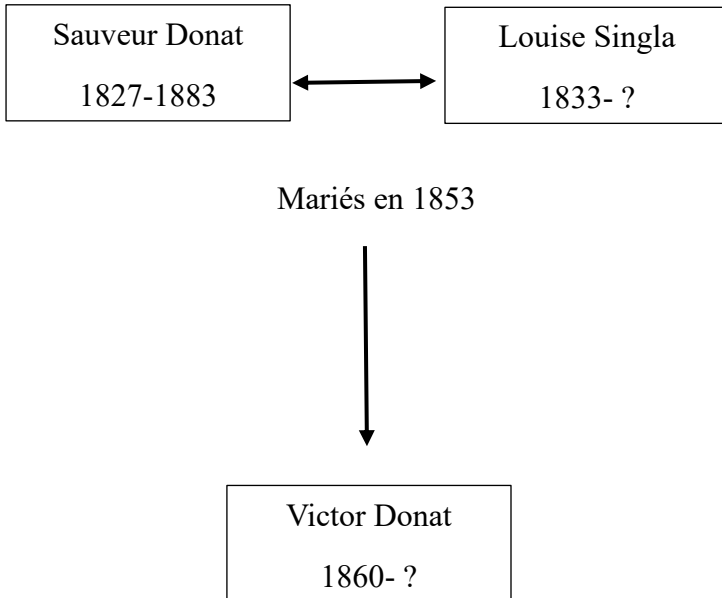 Sauveur Donat
1827-1883
Louise Singla
1833- ?
Mariés en 1853
Victor Donat
1860- ?